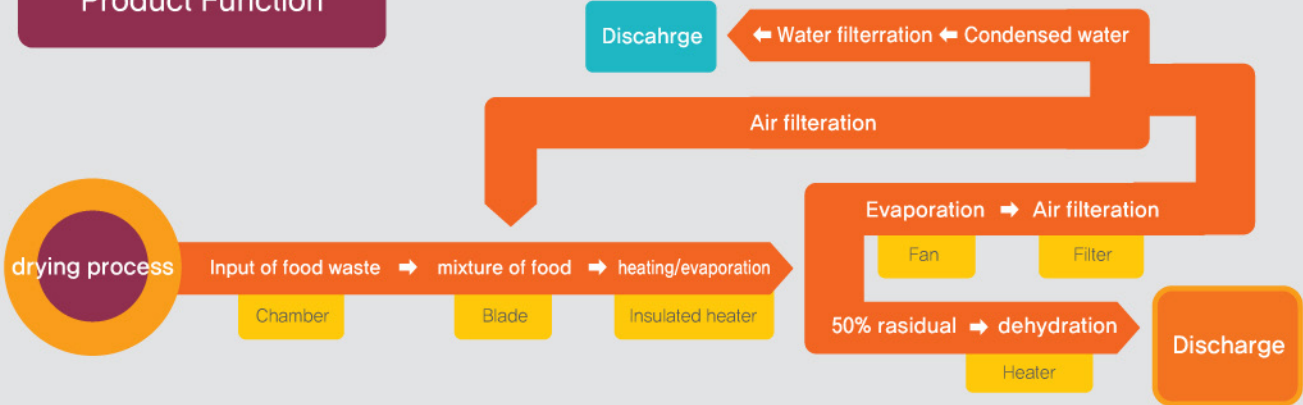 Product Function
Discahrge
⬅ Water filterration ⬅ Condensed water
Air filteration
Evaporation ➡ Air filteration
Fan
Filter
drying process
Input of food waste ➡ mixture of food ➡ heating/evaporation
Chamber
Blade
Insulated heater
50% rasidual ➡ dehydration
Heater
Discharge